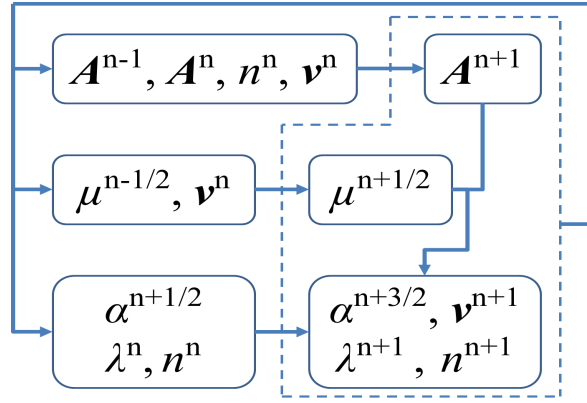 A^{n-1}, A^n, n^n, v^n
A^{n+1}
μ^{n-1/2}, v^n
μ^{n+1/2}
α^{n+1/2}
λ^n, n^n
α^{n+3/2}, v^{n+1}
λ^{n+1}, n^{n+1}